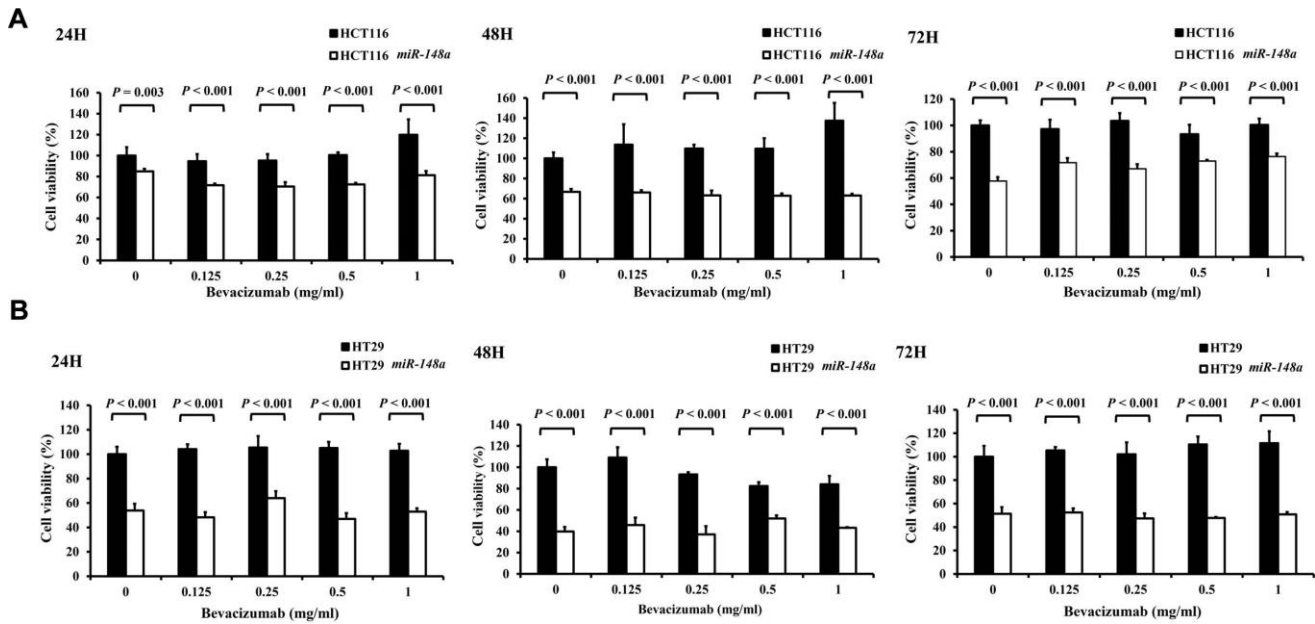 A
24H
HCT116
HCT116 miR-148a
P = 0.003 P < 0.001 P < 0.001 P < 0.001 P < 0.001
Cell viability (%)
160
140
120
100
80
60
40
20
0
0 0.125 0.25 0.5 1
Bevacizumab (mg/ml)
48H
HCT116
HCT116 miR-148a
P < 0.001 P < 0.001 P < 0.001 P < 0.001 P < 0.001
Cell viability (%)
160
140
120
100
80
60
40
20
0
0 0.125 0.25 0.5 1
Bevacizumab (mg/ml)
72H
HCT116
HCT116 miR-148a
P < 0.001 P < 0.001 P < 0.001 P < 0.001 P < 0.001
Cell viability (%)
120
100
80
60
40
20
0
0 0.125 0.25 0.5 1
Bevacizumab (mg/ml)
B
24H
HT29
HT29 miR-148a
P < 0.001 P < 0.001 P < 0.001 P < 0.001 P < 0.001
Cell viability (%)
140
120
100
80
60
40
20
0
0 0.125 0.25 0.5 1
Bevacizumab (mg/ml)
48H
HT29
HT29 miR-148a
P < 0.001 P < 0.001 P < 0.001 P < 0.001 P < 0.001
Cell viability (%)
140
120
100
80
60
40
20
0
0 0.125 0.25 0.5 1
Bevacizumab (mg/ml)
72H
HT29
HT29 miR-148a
P < 0.001 P < 0.001 P < 0.001 P < 0.001 P < 0.001
Cell viability (%)
140
120
100
80
60
40
20
0
0 0.125 0.25 0.5 1
Bevacizumab (mg/ml)